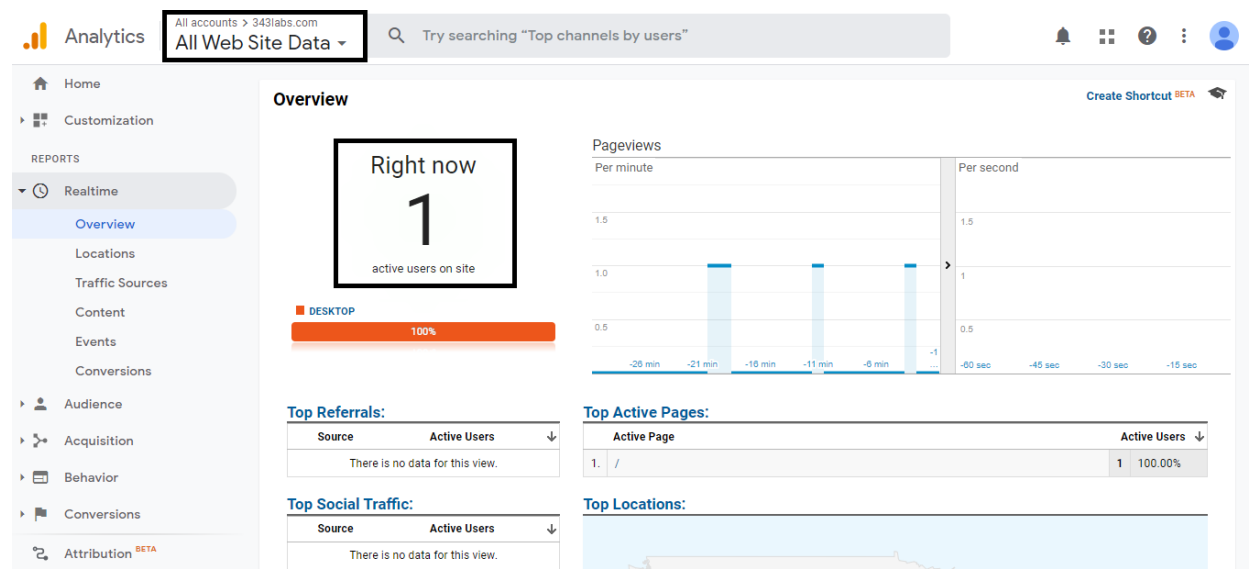 Analytics
All accounts > 343labs.com
All Web Site Data
Try searching “Top channels by users”
Home
Customization
REPORTS
Realtime
Overview
Locations
Traffic Sources
Content
Events
Conversions
Audience
Acquisition
Behavior
Conversions
Attribution BETA
Overview
Create Shortcut BETA
Right now
1
active users on site
DESKTOP
100%
Pageviews
Per minute
Per second
1.5
1.0
0.5
-26 min -21 min -16 min -11 min -6 min -1 ...
1.5
1
0.5
-60 sec -45 sec -30 sec -15 sec
Top Referrals:
Source Active Users
There is no data for this view.
Top Active Pages:
Active Page Active Users
1. / 1 100.00%
Top Social Traffic:
Source Active Users
There is no data for this view.
Top Locations: